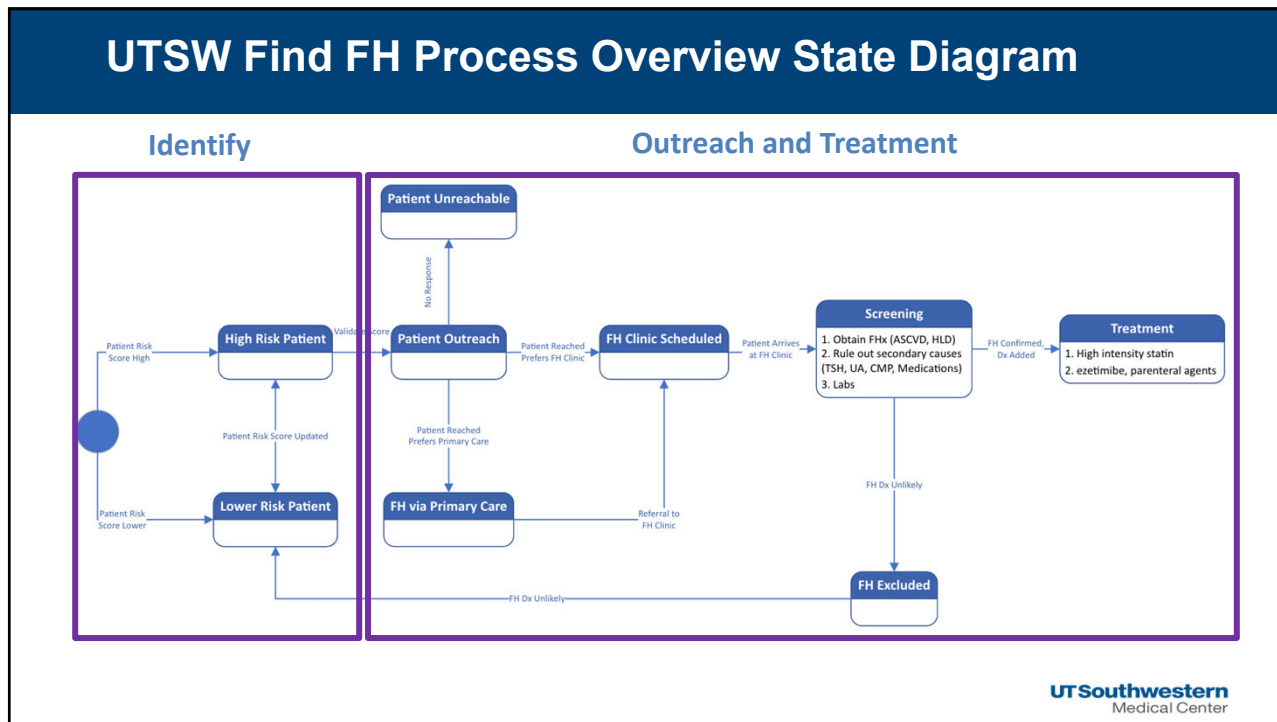 UTSW Find FH Process Overview State Diagram
Identify
Outreach and Treatment
Patient Unreachable
No Response
Patient Risk
Score High
High Risk Patient
Validate Score
Patient Outreach
Patient Reached
Prefers FH Clinic
FH Clinic Scheduled
Patient Arrives
at FH Clinic
Screening
1. Obtain FHx (ASCVD, HLD)
2. Rule out secondary causes
(TSH, UA, CMP, Medications)
3. Labs
FH Confirmed,
Dx Added
Treatment
1. High intensity statin
2. ezetimibe, parenteral agents
Patient Risk Score Updated
Patient Reached
Prefers Primary Care
FH Dx Unlikely
Patient Risk
Score Lower
Lower Risk Patient
FH via Primary Care
Referral to
FH Clinic
FH Excluded
FH Dx Unlikely
UTSouthwestern
Medical Center